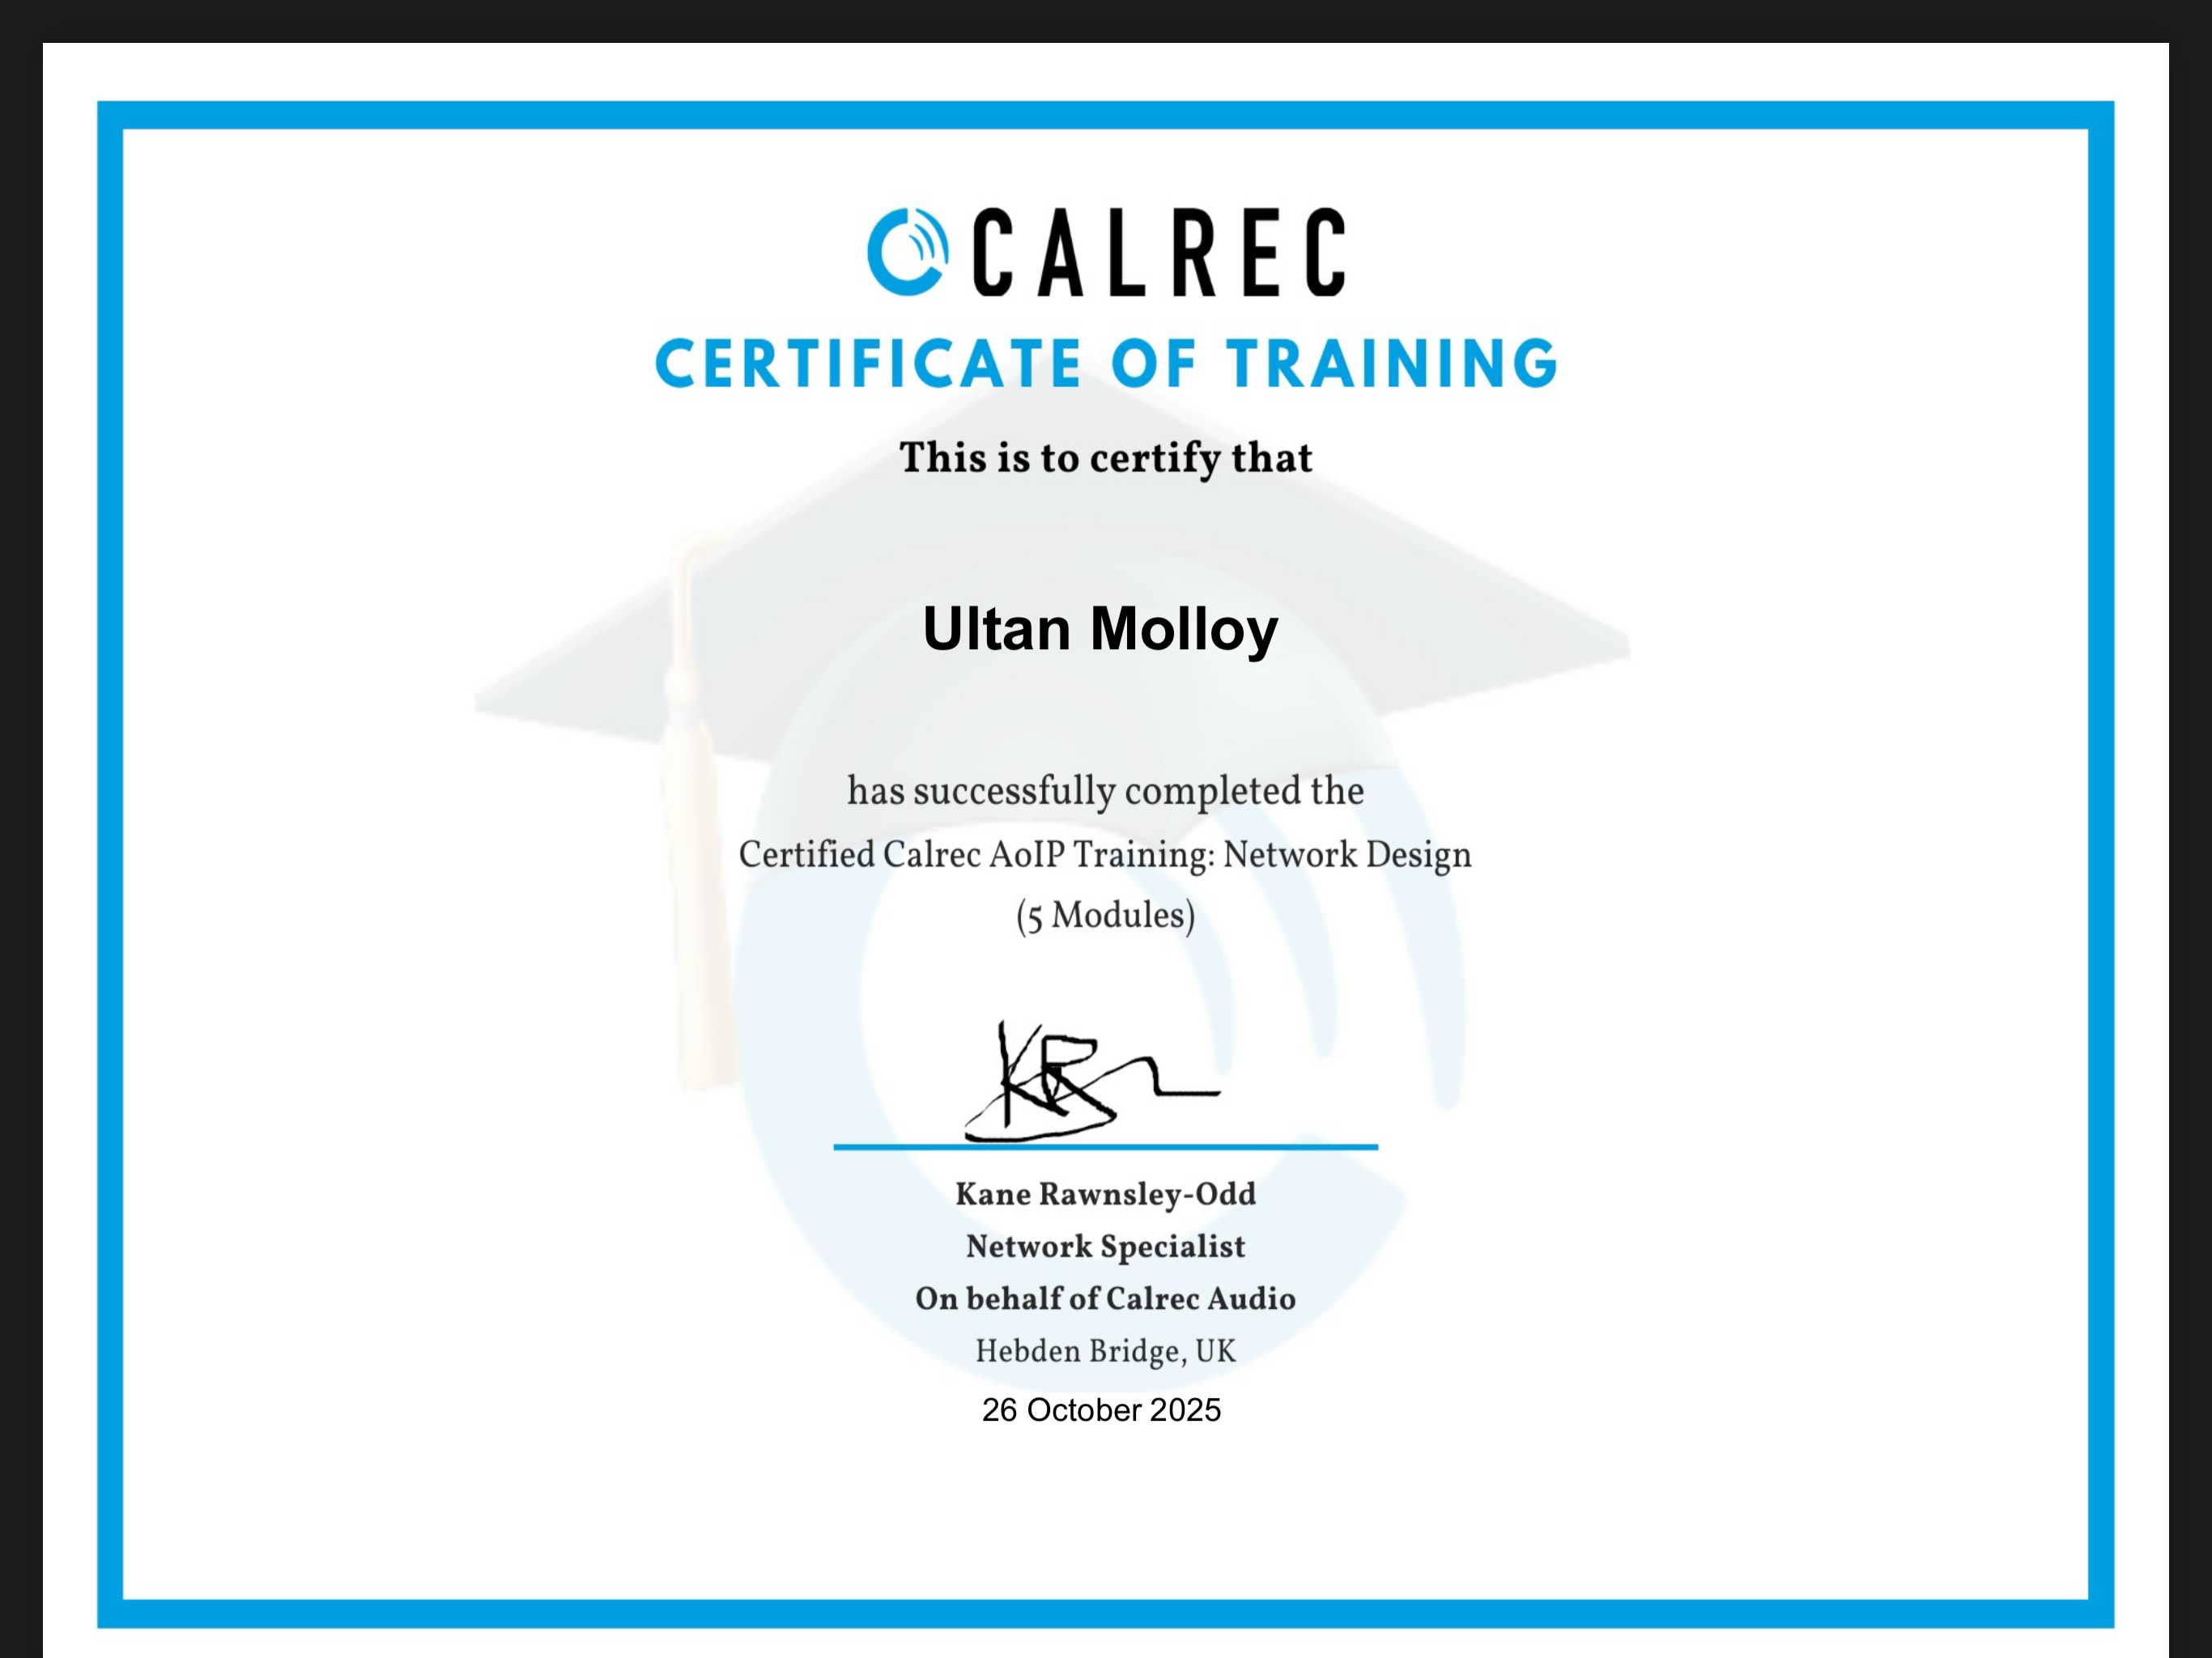 CALREC
CERTIFICATE OF TRAINING
This is to certify that
Ultan Molloy
has successfully completed the
Certified Calrec AoIP Training: Network Design
(5 Modules)
KR
Kane Rawnsley-Odd
Network Specialist
On behalf of Calrec Audio
Hebden Bridge, UK
26 October 2025